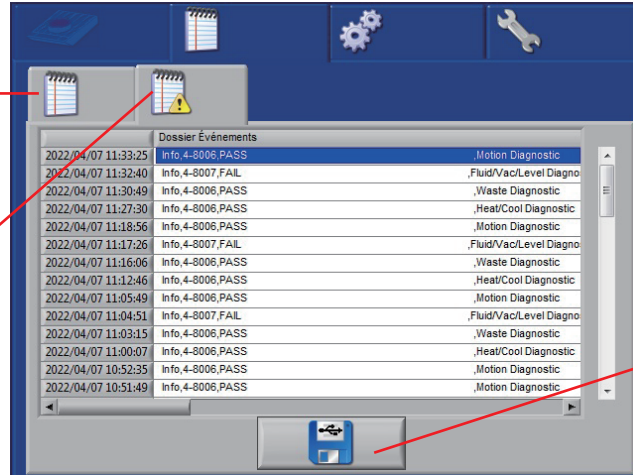 Dossier Événements
2022/04/07 11:33:25 Info,4-8006,PASS ,Motion Diagnostic
2022/04/07 11:32:40 Info,4-8007,FAIL ,Fluid/Vac/Level Diagno
2022/04/07 11:30:49 Info,4-8006,PASS ,Waste Diagnostic
2022/04/07 11:27:30 Info,4-8006,PASS ,Heat/Cool Diagnostic
2022/04/07 11:18:56 Info,4-8006,PASS ,Motion Diagnostic
2022/04/07 11:17:26 Info,4-8007,FAIL ,Fluid/Vac/Level Diagno
2022/04/07 11:16:06 Info,4-8006,PASS ,Waste Diagnostic
2022/04/07 11:12:46 Info,4-8006,PASS ,Heat/Cool Diagnostic
2022/04/07 11:05:49 Info,4-8006,PASS ,Motion Diagnostic
2022/04/07 11:04:51 Info,4-8007,FAIL ,Fluid/Vac/Level Diagno
2022/04/07 11:03:15 Info,4-8006,PASS ,Waste Diagnostic
2022/04/07 11:00:07 Info,4-8006,PASS ,Heat/Cool Diagnostic
2022/04/07 10:52:35 Info,4-8006,PASS ,Motion Diagnostic
2022/04/07 10:51:49 Info,4-8006,PASS ,Motion Diagnostic